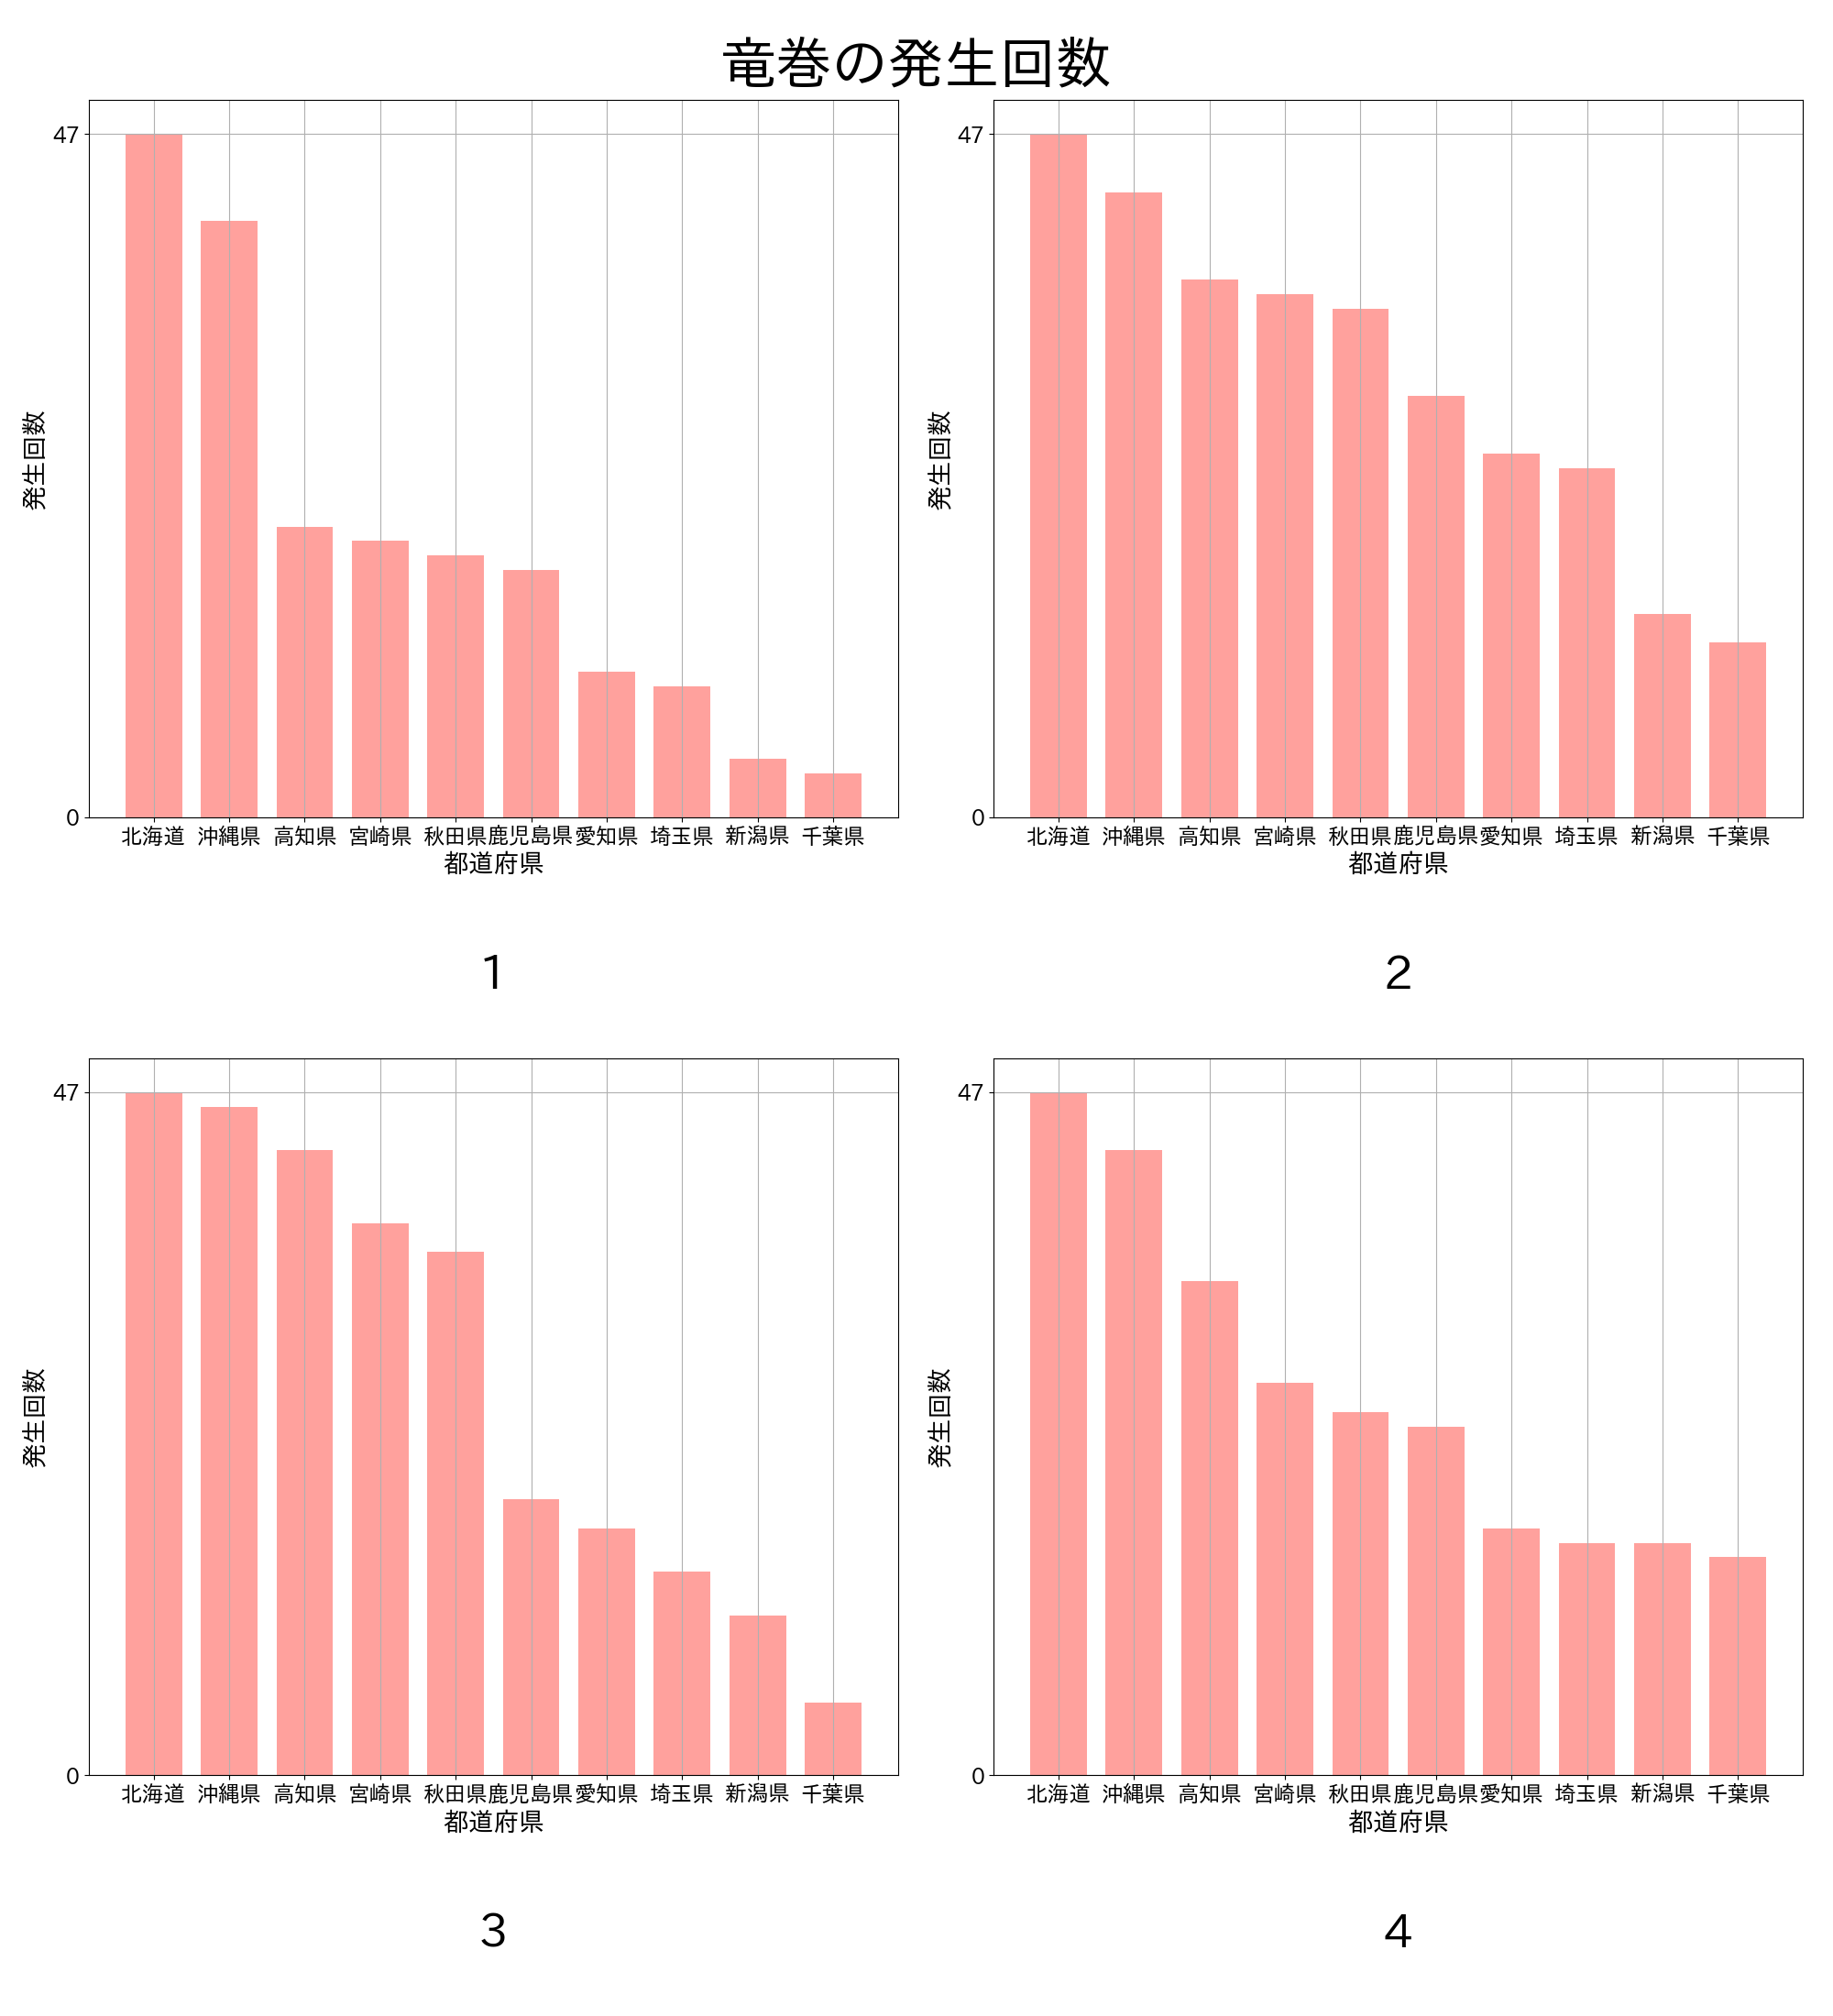 竜巻の発生回数
47
0
発生回数
北海道 沖縄県 高知県 宮崎県 秋田県 鹿児島県 愛知県 埼玉県 新潟県 千葉県
都道府県
1
47
0
発生回数
北海道 沖縄県 高知県 宮崎県 秋田県 鹿児島県 愛知県 埼玉県 新潟県 千葉県
都道府県
2
47
0
発生回数
北海道 沖縄県 高知県 宮崎県 秋田県 鹿児島県 愛知県 埼玉県 新潟県 千葉県
都道府県
3
47
0
発生回数
北海道 沖縄県 高知県 宮崎県 秋田県 鹿児島県 愛知県 埼玉県 新潟県 千葉県
都道府県
4